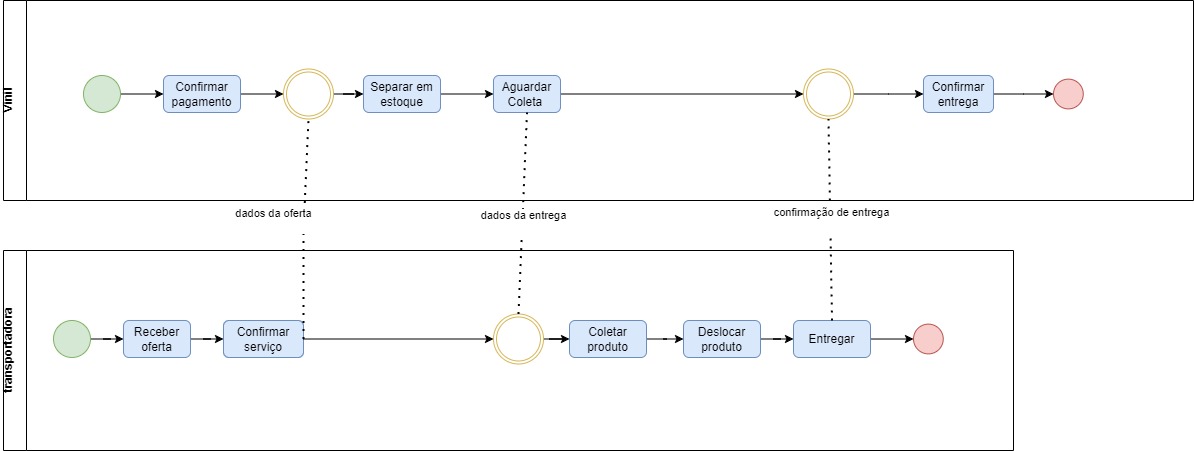 Vinil
Confirmar
pagamento
Separar em
estoque
Aguardar
Coleta
Confirmar
entrega
dados da oferta
dados da entrega
confirmação de entrega
transportadora
Receber
oferta
Confirmar
serviço
Coletar
produto
Deslocar
produto
Entregar